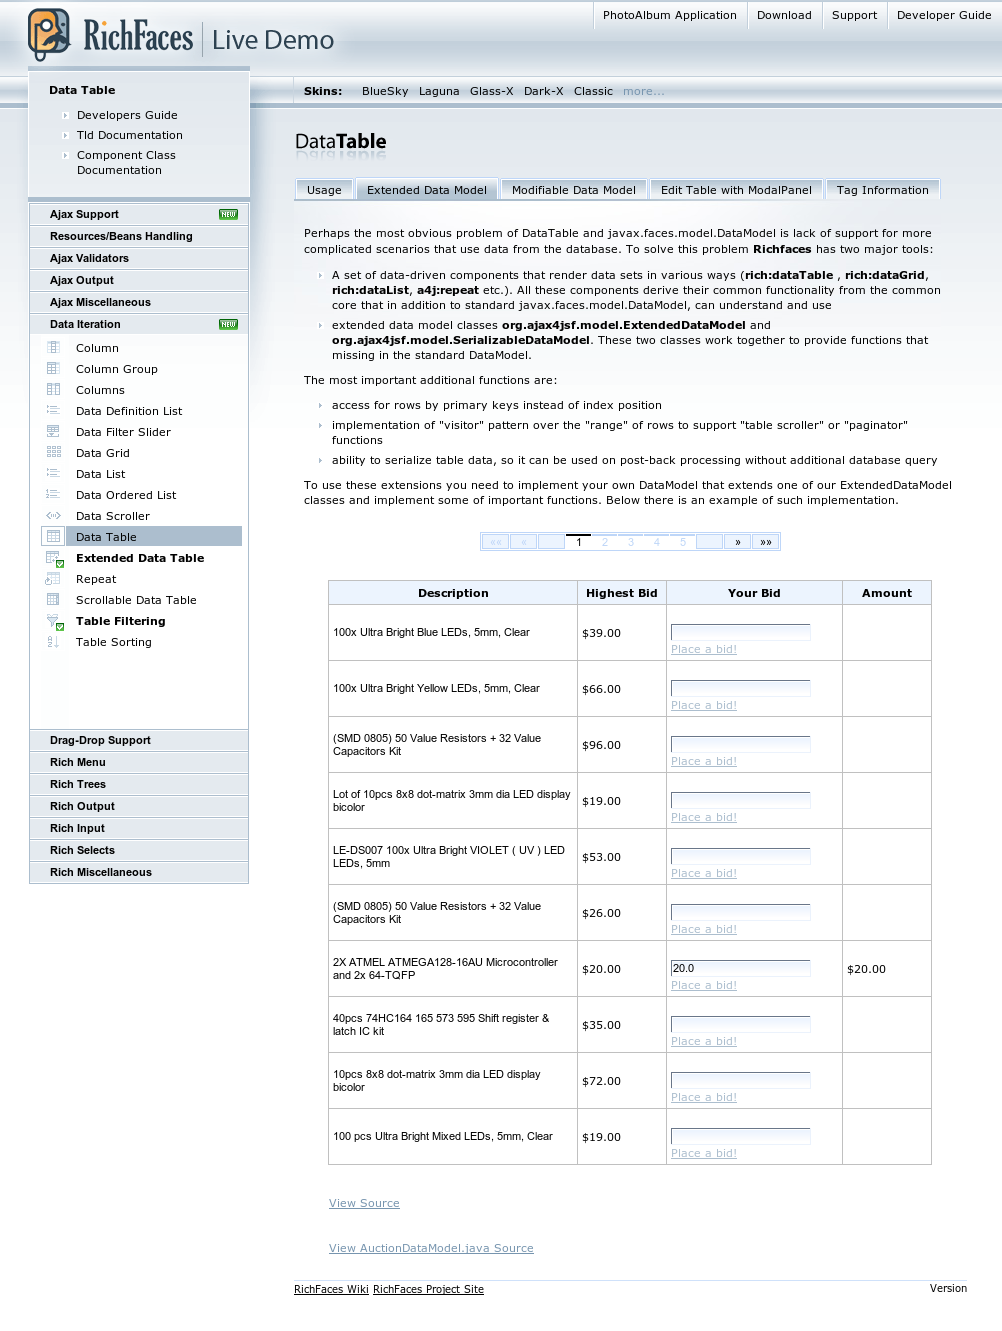 PhotoAlbum Application Download Support Developer Guide
RichFaces Live Demo
Skins: BlueSky Laguna Glass-X Dark-X Classic more...
Data Table
Developers Guide
Tld Documentation
Component Class
Documentation
Ajax Support NEW
Resources/Beans Handling
Ajax Validators
Ajax Output
Ajax Miscellaneous
Data Iteration NEW
Column
Column Group
Columns
Data Definition List
Data Filter Slider
Data Grid
Data List
Data Ordered List
Data Scroller
Data Table
Extended Data Table
Repeat
Scrollable Data Table
Table Filtering
Table Sorting
Drag-Drop Support
Rich Menu
Rich Trees
Rich Output
Rich Input
Rich Selects
Rich Miscellaneous
DataTable
Usage Extended Data Model Modifiable Data Model Edit Table with ModalPanel Tag Information
Perhaps the most obvious problem of DataTable and javax.faces.model.DataModel is lack of support for more
complicated scenarios that use data from the database. To solve this problem Richfaces has two major tools:
A set of data-driven components that render data sets in various ways (rich:dataTable , rich:dataGrid,
rich:dataList, a4j:repeat etc.). All these components derive their common functionality from the common
core that in addition to standard javax.faces.model.DataModel, can understand and use
extended data model classes org.ajax4jsf.model.ExtendedDataModel and
org.ajax4jsf.model.SerializableDataModel. These two classes work together to provide functions that
missing in the standard DataModel.
The most important additional functions are:
access for rows by primary keys instead of index position
implementation of "visitor" pattern over the "range" of rows to support "table scroller" or "paginator"
functions
ability to serialize table data, so it can be used on post-back processing without additional database query
To use these extensions you need to implement your own DataModel that extends one of our ExtendedDataModel
classes and implement some of important functions. Below there is an example of such implementation.
«« « 1 2 3 4 5 » »»
Description Highest Bid Your Bid Amount
100x Ultra Bright Blue LEDs, 5mm, Clear $39.00
Place a bid!
100x Ultra Bright Yellow LEDs, 5mm, Clear $66.00
Place a bid!
(SMD 0805) 50 Value Resistors + 32 Value
Capacitors Kit $96.00
Place a bid!
Lot of 10pcs 8x8 dot-matrix 3mm dia LED display
bicolor $19.00
Place a bid!
LE-DS007 100x Ultra Bright VIOLET ( UV ) LED
LEDs, 5mm $53.00
Place a bid!
(SMD 0805) 50 Value Resistors + 32 Value
Capacitors Kit $26.00
Place a bid!
2X ATMEL ATMEGA128-16AU Microcontroller
and 2x 64-TQFP $20.00 20.0 $20.00
Place a bid!
40pcs 74HC164 165 573 595 Shift register &
latch IC kit $35.00
Place a bid!
10pcs 8x8 dot-matrix 3mm dia LED display
bicolor $72.00
Place a bid!
100 pcs Ultra Bright Mixed LEDs, 5mm, Clear $19.00
Place a bid!
View Source
View AuctionDataModel.java Source
RichFaces Wiki RichFaces Project Site Version